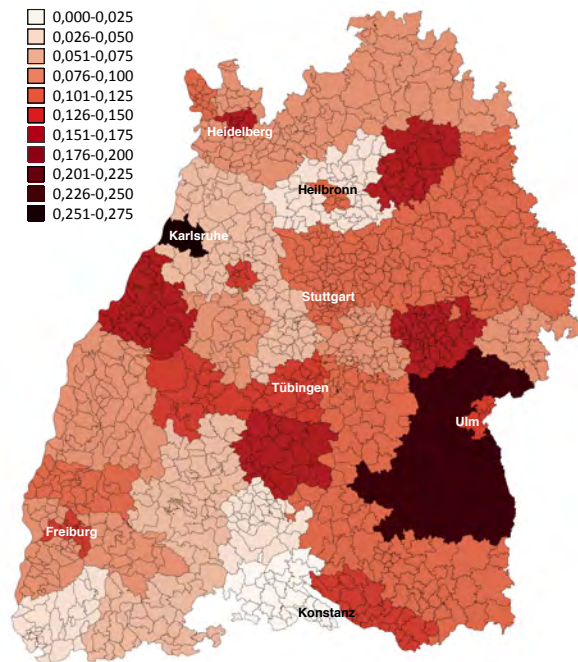 0,000-0,025
0,026-0,050
0,051-0,075
0,076-0,100
0,101-0,125
0,126-0,150
0,151-0,175
0,176-0,200
0,201-0,225
0,226-0,250
0,251-0,275
Heidelberg
Heilbronn
Karlsruhe
Stuttgart
Tübingen
Ulm
Freiburg
Konstanz